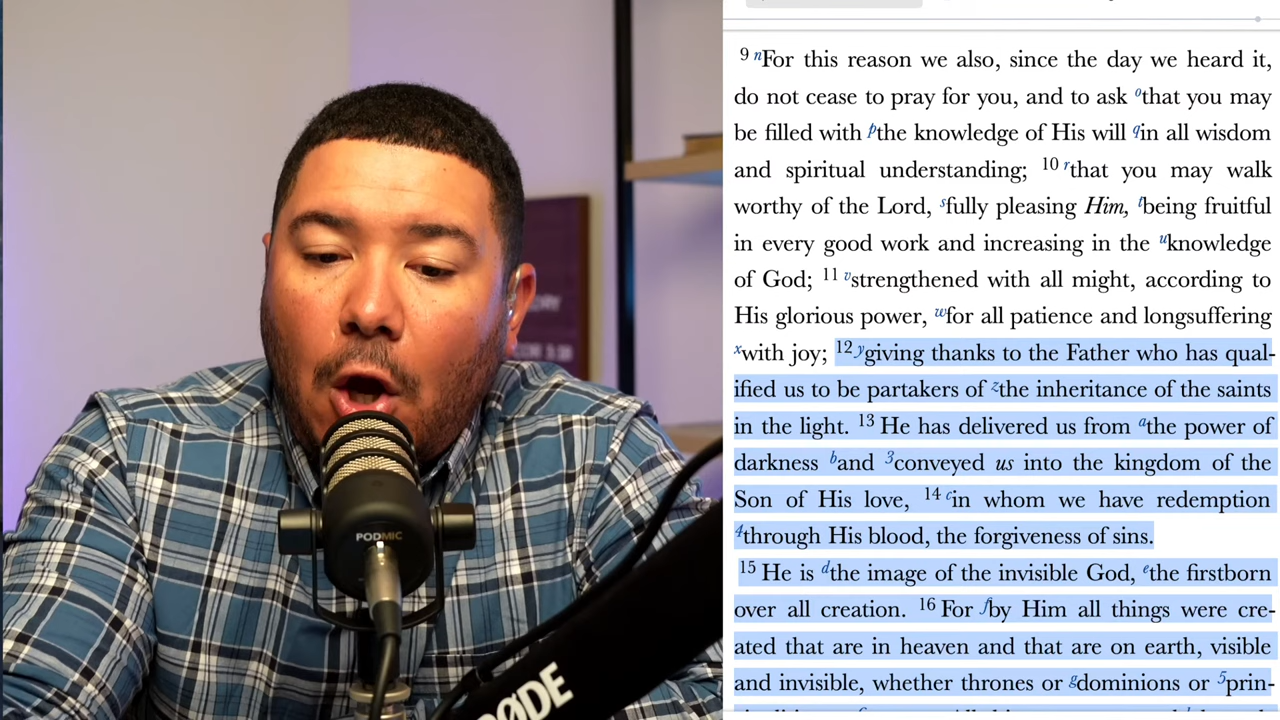 9 nFor this reason we also, since the day we heard it,
do not cease to pray for you, and to ask othat you may
be filled with pthe knowledge of His will qin all wisdom
and spiritual understanding; 10 rthat you may walk
worthy of the Lord, sfully pleasing Him, tbeing fruitful
in every good work and increasing in the uknowledge
of God; 11 vstrengthened with all might, according to
His glorious power, wfor all patience and longsuffering
xwith joy; 12 ygiving thanks to the Father who has qual-
ified us to be partakers of zthe inheritance of the saints
in the light. 13 He has delivered us from athe power of
darkness band 3conveyed us into the kingdom of the
Son of His love, 14 cin whom we have redemption
4through His blood, the forgiveness of sins.
15 He is dthe image of the invisible God, ethe firstborn
over all creation. 16 For fby Him all things were cre-
ated that are in heaven and that are on earth, visible
and invisible, whether thrones or gdominions or 5prin-
PODMIC
RØDE